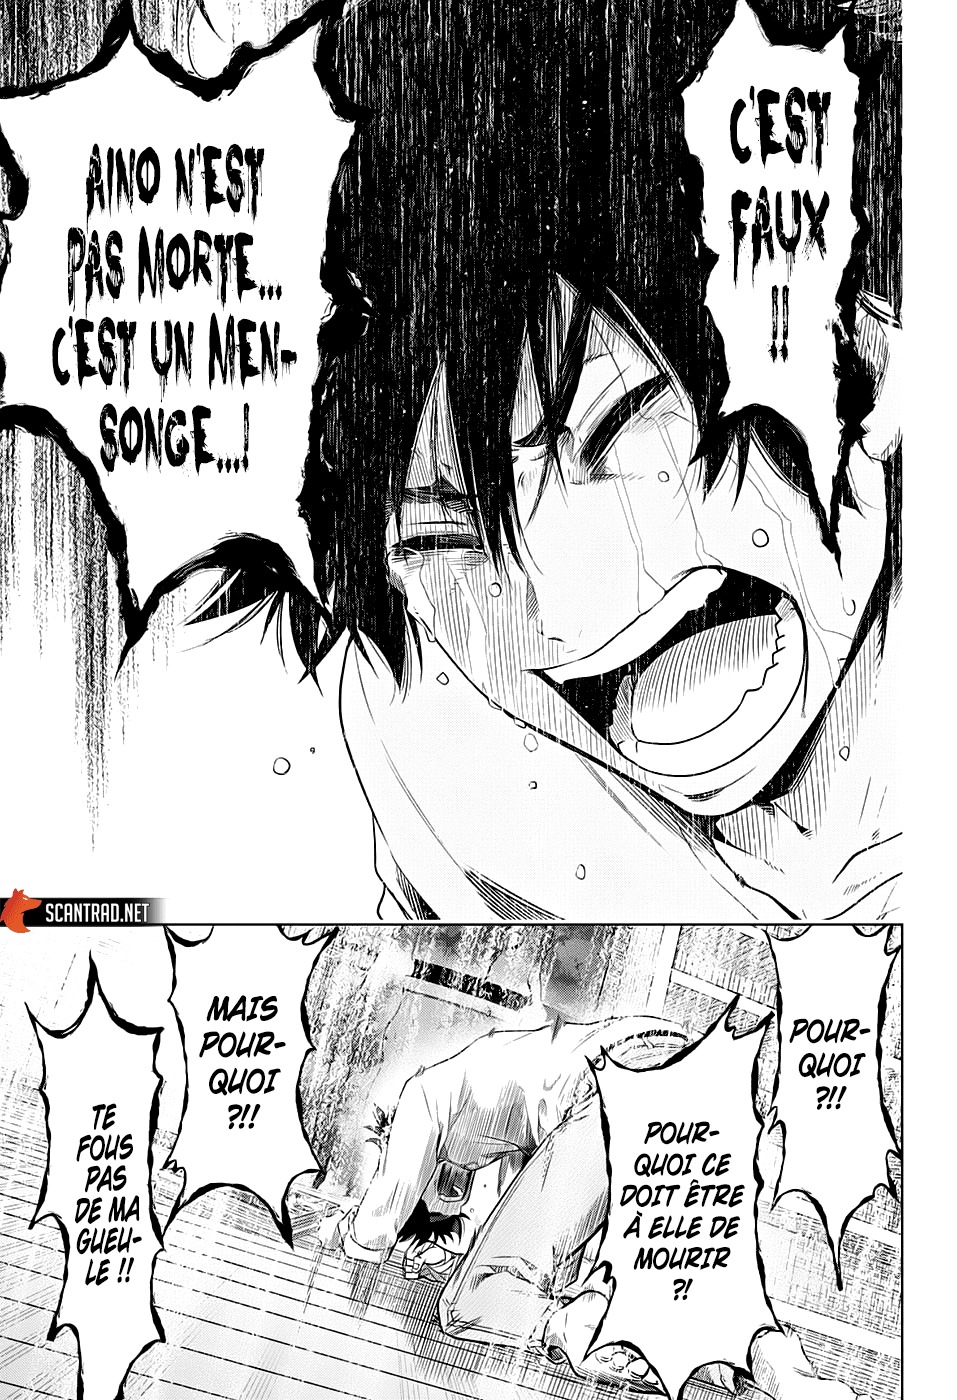 C'EST
FAUX
!!
AINO N'EST
PAS MORTE...
C'EST UN MEN-
SONGE...!
SCANTRAD.NET
POUR-
QUOI
?!!
POUR-
QUOI CE
DOIT ÊTRE
À ELLE DE
MOURIR
?!
MAIS
POUR-
QUOI
?!!
TE
FOUS
PAS
DE MA
GUEU-
LE !!